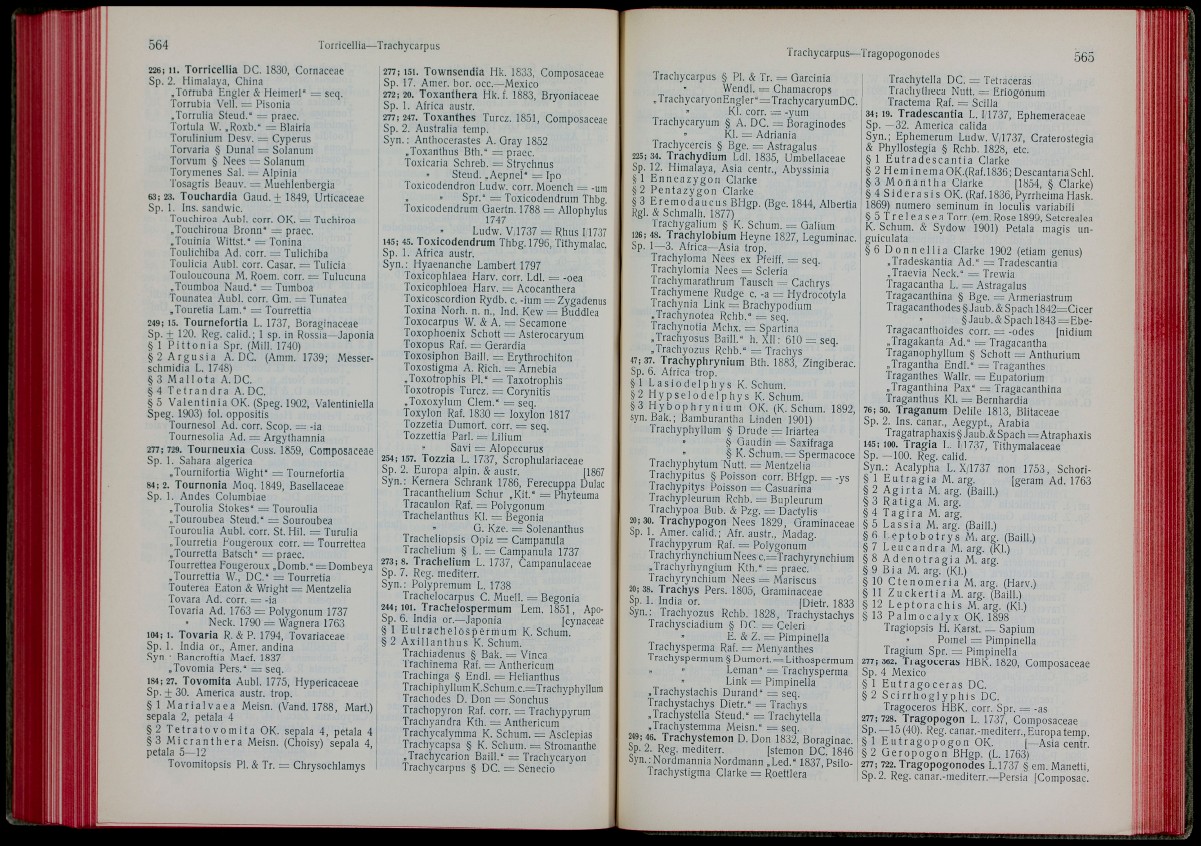 564
Torricellia—Trachycarpus
226; 11. Torricellia DC. 1830, Cornaceae
Sp. 2. Himalaya, China
„Torruba Engler & Heimerl“ = seq.
Torrubia Vell. = Pisonia
„Torrulia Steud.“ = praec.
Tortula W. „Roxb.“ = Blairia
Torulinium Desv. = Cyperus
Torvaria § Dunal = Solanum
Torvum § Nees = Solanum
Torymenes Sal. = Alpinia
Tosagris Beauv. = Muehlenbergia
63; 23. Touchardia Gaud. ± 1849, Urticaceae
Sp. 1. Ins. sandwic.
Touchiroa Aubl. corr. OK. = Tuchiroa
„Touchiroua Bronn“ = praec.
„Touinia Wittst.“ = Tonina
Toulichiba Ad. corr. = Tulichiba
Toulicia Aubl. corr. Casar. = Tulicia
Touloucouna M. Roem. corr. = Tulucuna
„Toumboa Naud.“ = Tumboa
Tounatea Aubl. corr. Gm. = Tunatea
„Touretia Lam.“ = Tourrettia
249; 15. Tournefortia L. 1737, Boraginaceae
Sp. ± 120. Reg. calid.; 1 sp. in Rossia—Japonia
§ 1 Pittonia Spr. (Mill. 1740)
§ 2 Argusia A. DC. (Amm. 1739; Messer-
schmidia L. 1748)
§ 3 Mallota A. DC.
§ 4 Tetrandra A. DC.
§ 5 Valentinia OK. (Speg. 1902, Valentiniella
Speg. 1903) fol. oppositis
Tournesol Ad. corr. Scop. = -ia
Tournesolia Ad. = Argythamnia
277; 729. Tourneuxia Coss. 1859, Composaceae
Sp. 1. Sahara algerica
„Tournifortia Wight“ = Tournefortia
84; 2. Tournonia Moq. 1849, Basellaceae
Sp. 1. Andes Columbiae
„Tourolia Stokes“ = Touroulia
„Touroubea Steud.“ = Souroubea
Touroulia Aubl. corr. St. Hil. = Turulia
„Tourretia Fougeroux corr. = Tourrettea
„Tourretta Batsch“ = praec.
Tourrettea Fougeroux „Domb.“ = Dombeya
„Tourrettia W., DC.“ = Tourretia
Touterea Eaton & Wright = Mentzelia
Tovara Ad. corr. = -ia
Tovaria Ad. 1763 = Polygonum 1737
" Neck. 1790 = Wagnera 1763
104; 1. Tovaria R. & P. 1794, Tovariaceae
Sp. 1. India or., Amer. andina
Syn.: Bancroftia Macf. 1837
„Tovomia Pers.“ = seq.
184; 27. Tovomita Aubl. 1775, Hypericaceae
Sp. ± 30. America austr. trop.
§ 1 Marialvaea Meisn. (Vand. 1788, Mart.)
sepala 2, petala 4
§ 2 Tetratovomita OK. sepala 4, petala 4
§ 3 Micranthera Meisn. (Choisy) sepala 4,
petala 5—12
Tovomitopsis Pl. & Tr. = Chrysochlamys
277; 151. Townsendia Hk. 1833, Composaceae
Sp. 17. Amer. bor. occ.—Mexico
272; 20. Toxanthera Hk. f. 1883, Bryoniaceae
Sp. 1. Africa austr.
277; 247. Toxanthes Turcz. 1851, Composaceae
Sp. 2. Australia temp.
Syn.: Anthocerastes A. Gray 1852
„Toxanthus Bth.“ = praec.
Toxicaria Schreb. = Strychnus
" Steud. „Aepnel“ = Ipo
Toxicodendron Ludw. corr. Moench = -um
„ " Spr.“ = Toxicodendrum Thbg.
Toxicodendrum Gaertn. 1788 = Allophylus
1747
" Ludw. V.1737 = Rhus I/1737
145; 45. Toxicodendrum Thbg. 1796, Tithymalac.
Sp. 1. Africa austr.
Syn.: Hyaenanche Lambert 1797
Toxicophlaea Harv. corr. Ldl. = -oea
Toxicophloea Harv. = Acocanthera
Toxicoscordion Rydb. c. -ium = Zygadenus
Toxina Norh. n. n., Ind. Kew = Buddlea
Toxocarpus W. & A. = Secamone
Toxophoenix Schott = Asterocaryum
Toxopus Raf. = Gerardia
Toxosiphon Baill. = Erythrochiton
Toxostigma A. Rich. = Arnebia
„Toxotrophis Pl.“ = Taxotrophis
Toxotropis Turcz. = Corynitis
„Toxoxylum Clem.“ = seq.
Toxylon Raf. 1830 = Ioxylon 1817
Tozzetia Dumort. corr. = seq.
Tozzettia Parl. = Lilium
" Savi = Alopecurus
254; 157. Tozzia L. 1737, Scrophulariaceae
Sp. 2. Europa alpin. & austr. [1867
Syn.: Kernera Schrank 1786, Ferecuppa Dulac
Tracanthelium Schur „Kit.“ = Phyteuma
Tracaulon Raf. = Polygonum
Trachelanthus Kl. = Begonia
" G. Kze. = Solenanthus
Tracheliopsis Opiz = Campanula
Trachelium § L. = Campanula 1737
273; 8. Trachelium L. 1737, Campanulaceae
Sp. 7. Reg. mediterr.
Syn.: Polypremum L. 1738
Trachelocarpus C. Muell. = Begonia
244; 101. Trachelospermum Lem. 1851, Apo-
Sp. 6. India or.—Japonia [cynaceae
§ 1 Eutrachelospermum K. Schum.
§ 2 Axillanthus K. Schum.
Trachiadenus § Bak. = Vinca
Trachinema Raf. = Anthericum
Trachinga § Endl. = Helianthus
Trachiphyllum K.Schum.c.=Trachyphyllum
Trachodes D. Don = Sonchus
Trachopyron Raf. corr. = Trachypyrum
Trachyandra Kth. = Anthericum
Trachycalymma K. Schum. = Asclepias
Trachycapsa § K. Schum. = Stromanthe
„Trachycarion Baill.“ = Trachycaryon
Trachycarpus § DC. = Senecio
Trachycarpus—Tragopogonodes
565
Trachycarpus § Pl. & Tr. = Garcinia
" Wendl. = Chamacrops
„TrachycaryonEngler“=TrachycaryumDC.
" Kl. corr. = -yum
Trachycaryum § A. DC. = Boraginodes
" Kl. = Adriania
Trachycercis § Bge. = Astragalus
225; 34. Trachydium Ldl. 1835, Umbellaceae
Sp. 12. Himalaya, Asia centr., Abyssinia
§ 1 Enneazygon Clarke
§ 2 Pentazygon Clarke
§ 3 Eremodaucus BHgp. (Bge. 1844, Albertia
Rgl. & Schmalh. 1877)
Trachygalium § K. Schum. = Galium
126; 48. Trachylobium Heyne 1827, Leguminac.
Sp. 1—3. Africa—Asia trop.
Trachyloma Nees ex Pfeiff. = seq.
Trachylomia Nees = Scleria
Trachymarathrum Tausch = Cachrys
Trachymene Rudge c. -a = Hydrocotyla
Trachynia Link = Brachypodium
„Trachynotea Rchb.“ = seq.
Trachynotia Mchx. = Spartina
„Trachyosus Baill.“ h. XII: 610 = seq.
„Trachyozus Rchb.“ = Trachys
47; 37. Trachyphrynium Bth. 1883, Zingiberac.
Sp. 6. Africa trop.
§ 1 Lasiodelphys K. Schum.
§ 2 Hypselodelphys K. Schum.
§ 3 Hybophrynium OK. (K. Schum. 1892,
syn. Bak.; Bamburantha Linden 1901)
Trachyphyllum § Drude = Iriartea
" § Gaudin = Saxifraga
" § K. Schum. = Spermacoce
Trachyphytum Nutt. = Mentzelia
Trachypitus § Poisson corr. BHgp. = -ys
Trachypitys Poisson = Casuarina
Trachypleurum Rchb. = Bupleurum
Trachypoa Bub. & Pzg. = Dactylis
20; 30. Trachypogon Nees 1829, Graminaceae
Sp. 1. Amer. calid.; Afr. austr., Madag.
Trachypyrum Raf. = Polygonum
Trachyrhynchium Nees c.=Trachyrynchium
„Trachyrhyngium Kth.“ = praec.
Trachyrynchium Nees = Mariscus
20; 38. Trachys Pers. 1805, Graminaceae
Sp. 1. India or. [Dietr. 1833
Syn.: Trachyozus Rchb. 1828, Trachystachys
Trachysciadium § DC. = Celeri
" E. & Z. = Pimpinella
Trachysperma Raf. = Menyanthes
Trachyspermum § Dumort. = Lithospermum
„ " Leman“ = Trachysperma
" Link = Pimpinella
„Trachystachis Durand“ = seq.
Trachystachys Dietr.“ = Trachys
„Trachystella Steud.“ = Trachytella
„Trachystemma Meisn.“ = seq.
249; 46. Trachystemon D. Don 1832, Boraginac.
Sp. 2. Reg. mediterr. [stemon DC. 1846
Syn.: Nordmannia Nordmann „Led.“ 1837, Psilo-
Trachystigma Clarke = Roettlera
Trachytella DC. = Tetraceras
Trachytheca Nutt. = Eriogonum
Tractema Raf. = Scilla
34; 19. Tradescantia L. I/1737, Ephemeraceae
Sp. —32. America calida
Syn.; Ephemerum Ludw. V/1737, Craterostegia
& Phyllostegia § Rchb. 1828, etc.
§ 1 Eutradescantia Clarke
§ 2 Heminema OK.(Raf.1836; Descantaria Schl.
§ 3 Monantha Clarke [1854, § Clarke)
§ 4 Siderasis OK. (Raf. 1836, Pyrrheima Hask.
1869) numero seminum in loculis variabili
§ 5 Treleasea Torr. (em. Rose 1899, Setcrealea
K. Schum. & Sydow 1901) Petala magis un-
guiculata
§ 6 Donnellia Clarke 1902 (etiam genus)
„Tradeskantia Ad.“ = Tradescantia
„Traevia Neck.“ = Trewia
Tragacantha L. = Astragalus
Tragacanthina § Bge. = Armeriastrum
Tragacanthodes § Jaub. & Spach 1842=Cicer
" § Jaub. & Spach 1843 = Ebe-
Tragacanthoides corr. = -odes [nidium
„Tragakanta Ad.“ = Tragacantha
Traganophyllum § Schott = Anthurium
„Tragantha Endl.“ = Traganthes
Traganthes Wallr. = Eupatorium
„Traganthina Pax“ = Tragacanthina
Traganthus Kl. = Bernhardia
76; 50. Traganum Delile 1813, Blitaceae
Sp. 2. Ins. canar., Aegypt., Arabia
Tragatraphaxis § Jaub. & Spach = Atraphaxis
145; 100. Tragia L. I/1737, Tithymalaceae
Sp. —100. Reg. calid.
Syn.: Acalypha L. X/1737 non 1753, Schori-
§ 1 Eutragia M. arg. [geram Ad. 1763
§ 2 Agirta M. arg. (Baill.)
§ 3 Ratiga M. arg.
§ 4 Tagira M. arg.
§ 5 Lassia M. arg. (Baill.)
§ 6 Leptobotrys M. arg. (Baill.)
§ 7 Leucandra M. arg. (Kl.)
§ 8 Adenotragia M. arg.
§ 9 Bia M. arg. (Kl.)
§ 10 Ctenomeria M. arg. (Harv.)
§ 11 Zuckertia M. arg. (Baill.)
§ 12 Leptorachis M. arg. (Kl.)
§ 13 Palmocalyx OK. 1898
Tragiopsis H. Karst. = Sapium
" Pomel = Pimpinella
Tragium Spr. = Pimpinella
277; 362. Tragoceras HBK. 1820, Composaceae
Sp. 4 Mexico
§ 1 Eutragoceras DC.
§ 2 Scirrhoglyphis DC.
Tragoceros HBK. corr. Spr. = -as
277; 728. Tragopogon L. 1737, Composaceae
Sp. —15 (40). Reg. canar.-mediterr., Europa temp.
§ 1 Eutragopogon OK. [—Asia centr.
§ 2 Geropogon BHgp. (L. 1763)
277; 722. Tragopogonodes L.1737 § em. Manetti,
Sp. 2. Reg. canar.-mediterr.—Persia [Composac.